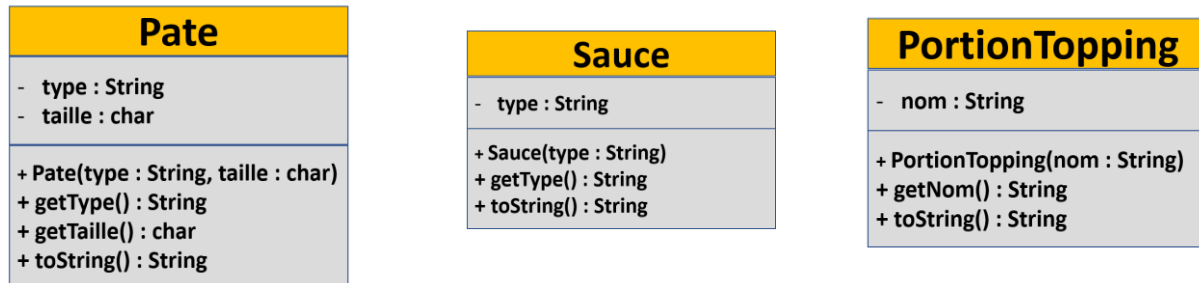 Pate
- type : String
- taille : char
+ Pate(type : String, taille : char)
+ getType() : String
+ getTaille() : char
+ toString() : String
Sauce
- type : String
+ Sauce(type : String)
+ getType() : String
+ toString() : String
PortionTopping
- nom : String
+ PortionTopping(nom : String)
+ getNom() : String
+ toString() : String